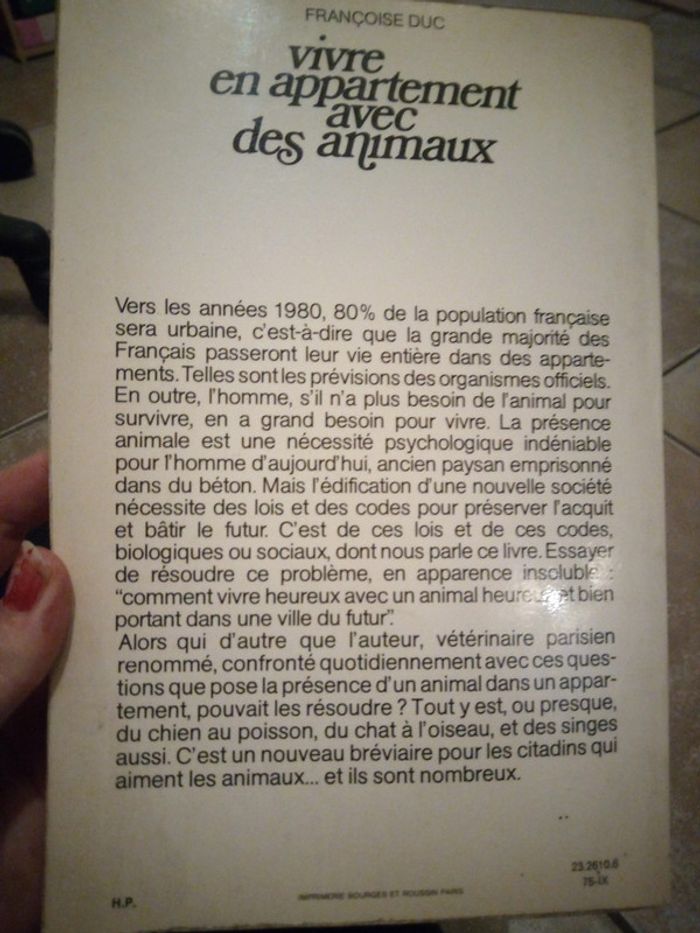 FRANÇOISE DUC
vivre
en appartement
avec
des animaux
Vers les années 1980, 80% de la population française
sera urbaine, c'est-à-dire que la grande majorité des
Français passeront leur vie entière dans des apparte-
ments. Telles sont les prévisions des organismes officiels.
En outre, l'homme, s'il n'a plus besoin de l'animal pour
survivre, en a grand besoin pour vivre. La présence
animale est une nécessité psychologique indéniable
pour l'homme d'aujourd'hui, ancien paysan emprisonné
dans du béton. Mais l'édification d'une nouvelle société
nécessite des lois et des codes pour préserver l'acquit
et bâtir le futur. C'est de ces lois et de ces codes,
biologiques ou sociaux, dont nous parle ce livre. Essayer
de résoudre ce problème, en apparence insoluble :
"comment vivre heureux avec un animal heureux et bien
portant dans une ville du futur".
Alors qui d'autre que l'auteur, vétérinaire parisien
renommé, confronté quotidiennement avec ces ques-
tions que pose la présence d'un animal dans un appar-
tement, pouvait les résoudre ? Tout y est, ou presque,
du chien au poisson, du chat à l'oiseau, et des singes
aussi. C'est un nouveau bréviaire pour les citadins qui
aiment les animaux... et ils sont nombreux.
23.2610.6
75-IX
H.P.
IMPRIMERIE BOURGES ET ROUSSIN PARIS